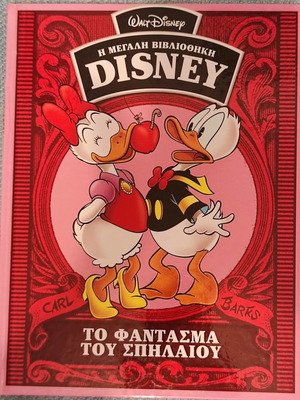 WALT DISNEY
Η ΜΕΓΑΛΗ ΒΙΒΛΙΟΘΗΚΗ
DISNEY
CARL BARKS
ΤΟ ΦΑΝΤΑΣΜΑ
ΤΟΥ ΣΠΗΛΑΙΟΥ